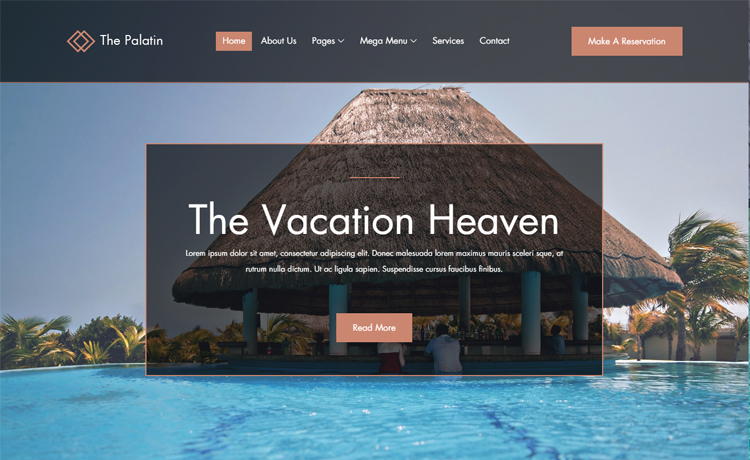 The Palatin
Home About Us Pages Mega Menu Services Contact
Make A Reservation
The Vacation Heaven
Lorem ipsum dolor sit amet, consectetur adipiscing elit. Donec malesuada lorem maximus mauris sceleri sque, at
rutrum nulla dictum. Ut ac ligula sapien. Suspendisse cursus faucibus finibus.
Read More